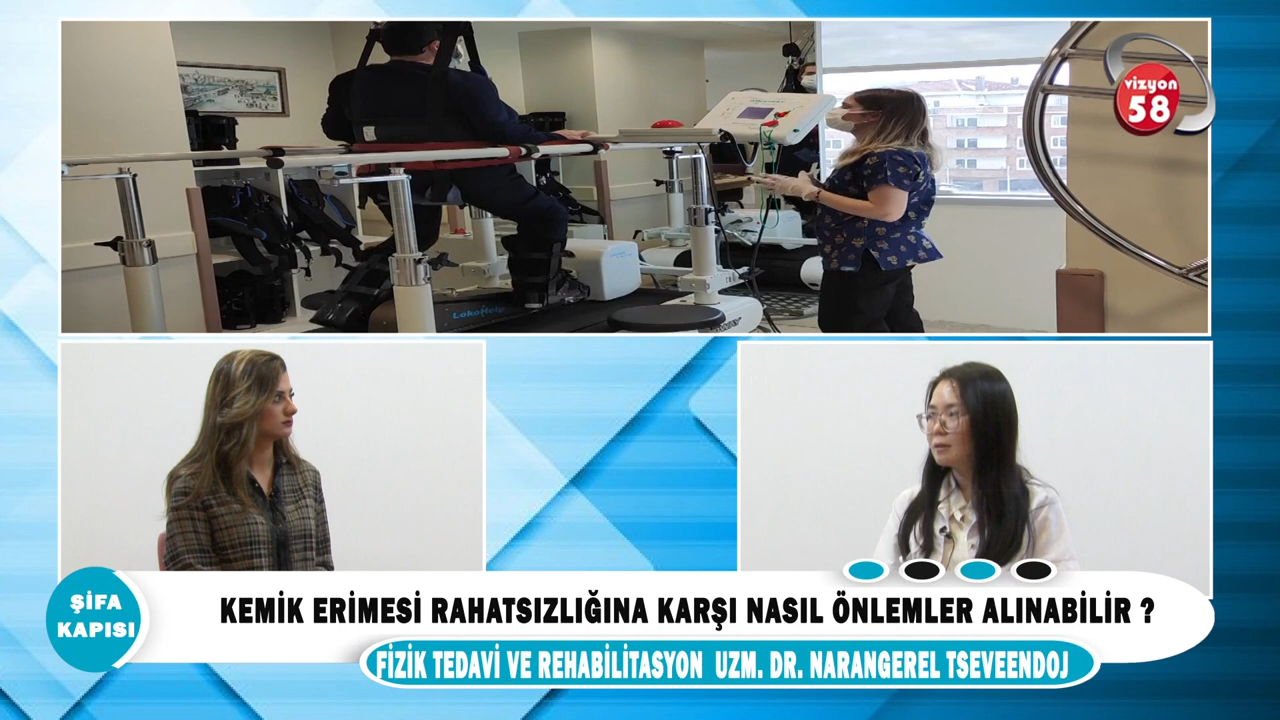 vizyon
58
LokoHelp
ŞİFA
KAPISI
KEMİK ERİMESİ RAHATSIZLIĞINA KARŞI NASIL ÖNLEMLER ALINABİLİR ?
FİZİK TEDAVİ VE REHABİLİTASYON UZM. DR. NARANGEREL TSEVEENDOJ